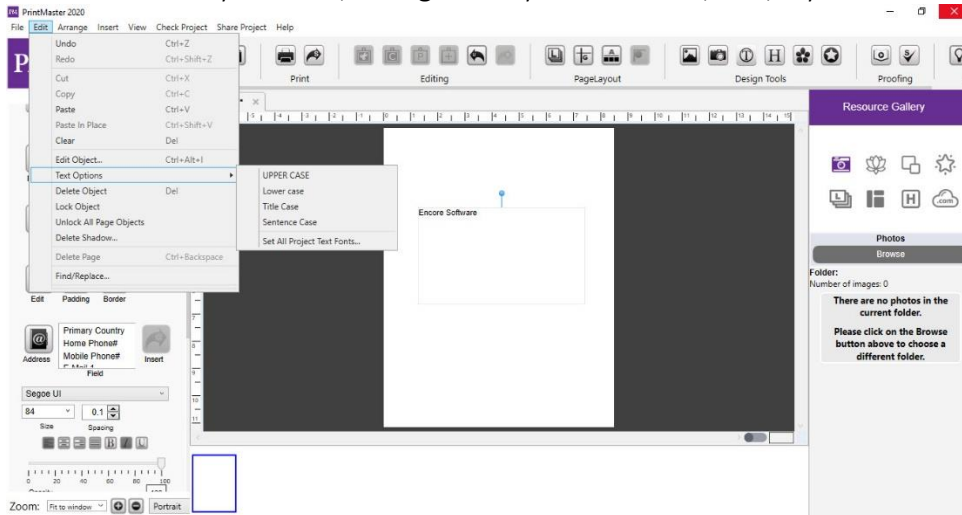 PrintMaster 2020
File Edit Arrange Insert View Check Project Share Project Help
Undo Ctrl+Z
Redo Ctrl+Shift+Z
Cut Ctrl+X
Copy Ctrl+C
Paste Ctrl+V
Paste In Place Ctrl+Shift+V
Clear Del
Edit Object... Ctrl+Alt+I
Text Options
Delete Object Del
Lock Object
Unlock All Page Objects
Delete Shadow...
Delete Page Ctrl+Backspace
Find/Replace...
UPPER CASE
Lower case
Title Case
Sentence Case
Set All Project Text Fonts...
Print Editing PageLayout Design Tools Proofing
Encore Software
Resource Gallery
Photos
Browse
Folder:
Number of images: 0
There are no photos in the
current folder.
Please click on the Browse
button above to choose a
different folder.
Edit Padding Border
Primary Country
Home Phone#
Mobile Phone#
Address Insert
Field
Segoe UI
84 0.1
Size Spacing
0 20 40 60 80 100
Zoom: Fit to window Portrait